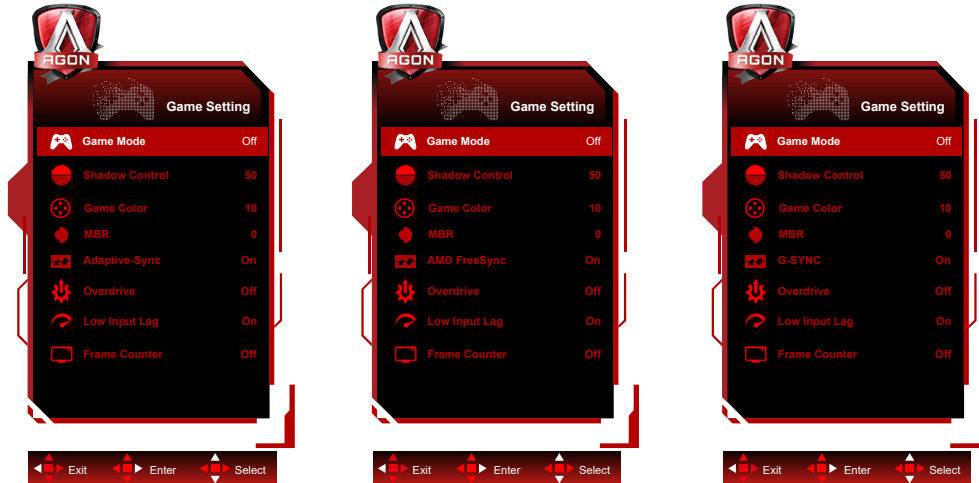 AGON
Game Setting
Game Mode Off
Shadow Control 50
Game Color 10
MBR 0
Adaptive-Sync On
Overdrive Off
Low Input Lag On
Frame Counter Off
Exit Enter Select
AGON
Game Setting
Game Mode Off
Shadow Control 50
Game Color 10
MBR 0
AMD FreeSync On
Overdrive Off
Low Input Lag On
Frame Counter Off
Exit Enter Select
AGON
Game Setting
Game Mode Off
Shadow Control 50
Game Color 10
MBR 0
G-SYNC On
Overdrive Off
Low Input Lag On
Frame Counter Off
Exit Enter Select